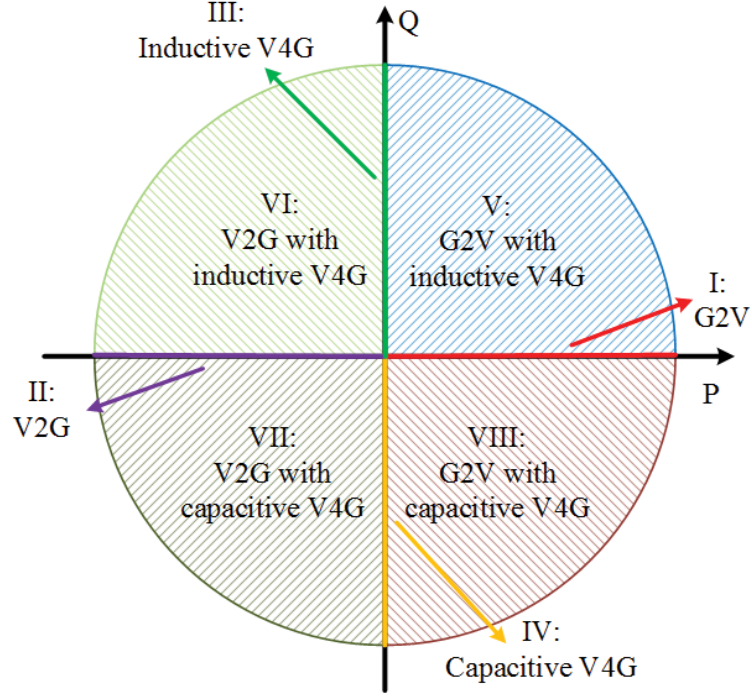 III:
Inductive V4G
Q
VI:
V2G with
inductive V4G
V:
G2V with
inductive V4G
I:
G2V
P
II:
V2G
VII:
V2G with
capacitive V4G
VIII:
G2V with
capacitive V4G
IV:
Capacitive V4G